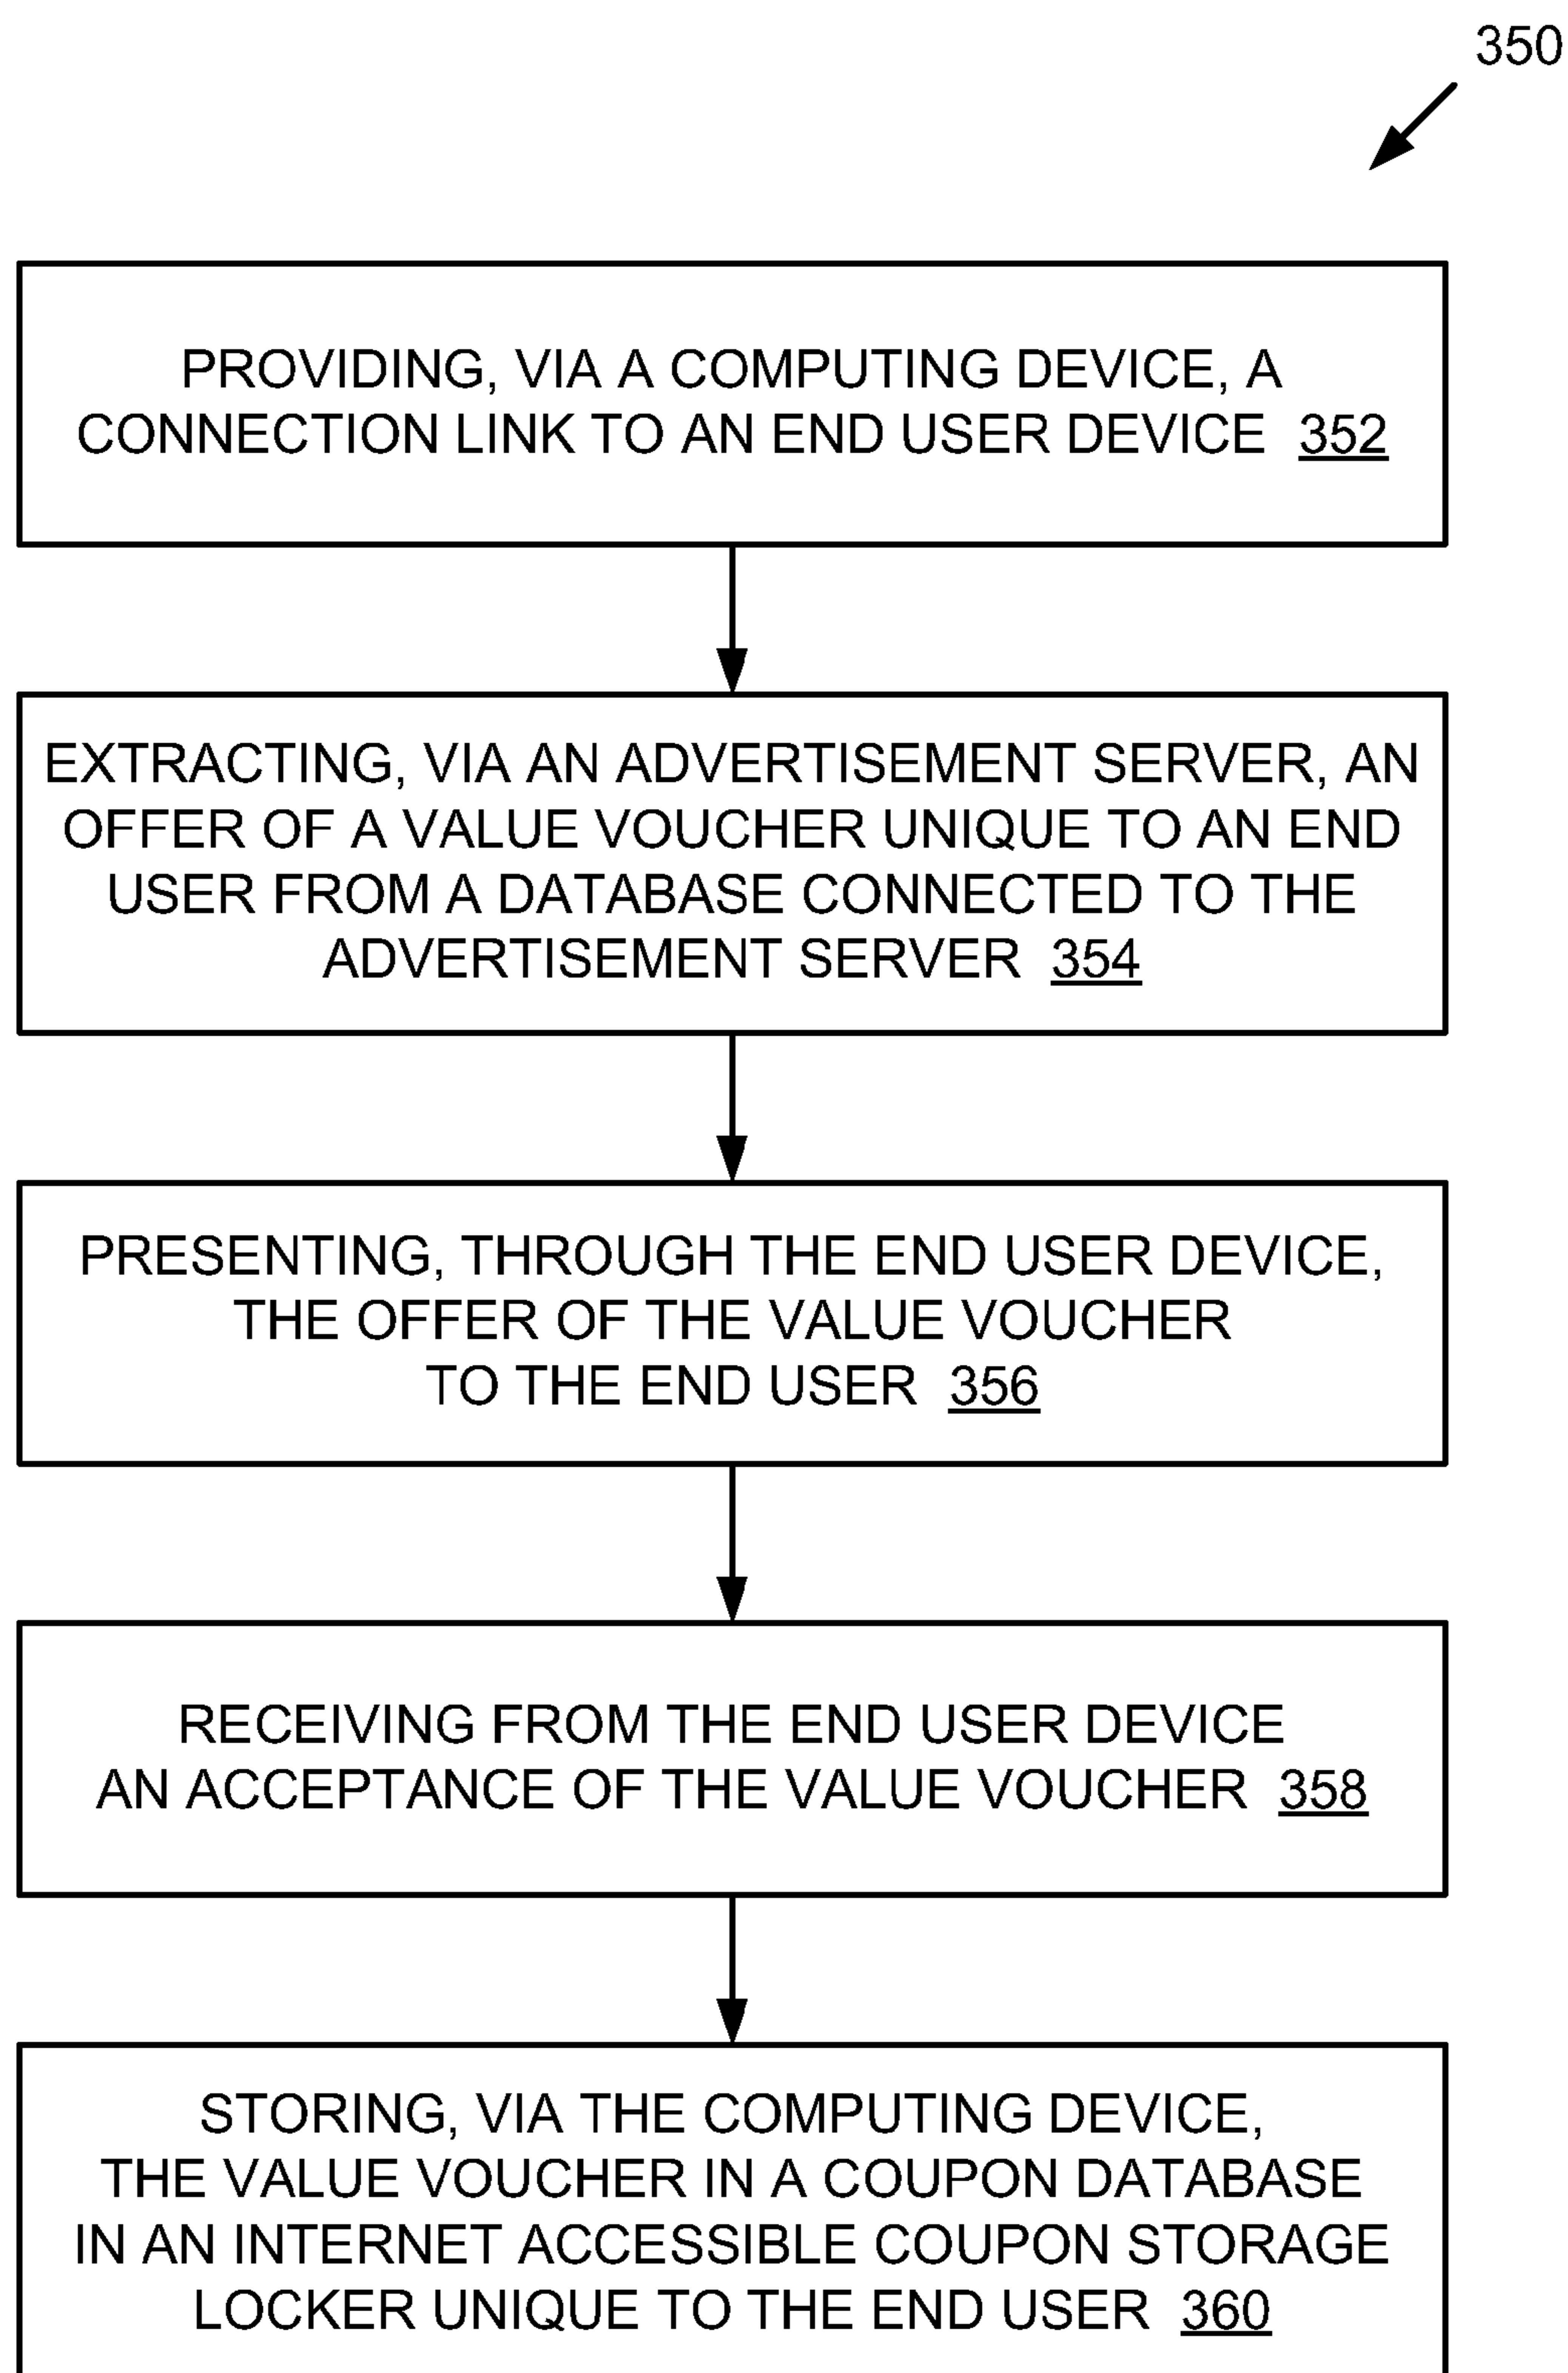 350
PROVIDING, VIA A COMPUTING DEVICE, A
CONNECTION LINK TO AN END USER DEVICE 352
EXTRACTING, VIA AN ADVERTISEMENT SERVER, AN
OFFER OF A VALUE VOUCHER UNIQUE TO AN END
USER FROM A DATABASE CONNECTED TO THE
ADVERTISEMENT SERVER 354
PRESENTING, THROUGH THE END USER DEVICE,
THE OFFER OF THE VALUE VOUCHER
TO THE END USER 356
RECEIVING FROM THE END USER DEVICE
AN ACCEPTANCE OF THE VALUE VOUCHER 358
STORING, VIA THE COMPUTING DEVICE,
THE VALUE VOUCHER IN A COUPON DATABASE
IN AN INTERNET ACCESSIBLE COUPON STORAGE
LOCKER UNIQUE TO THE END USER 360